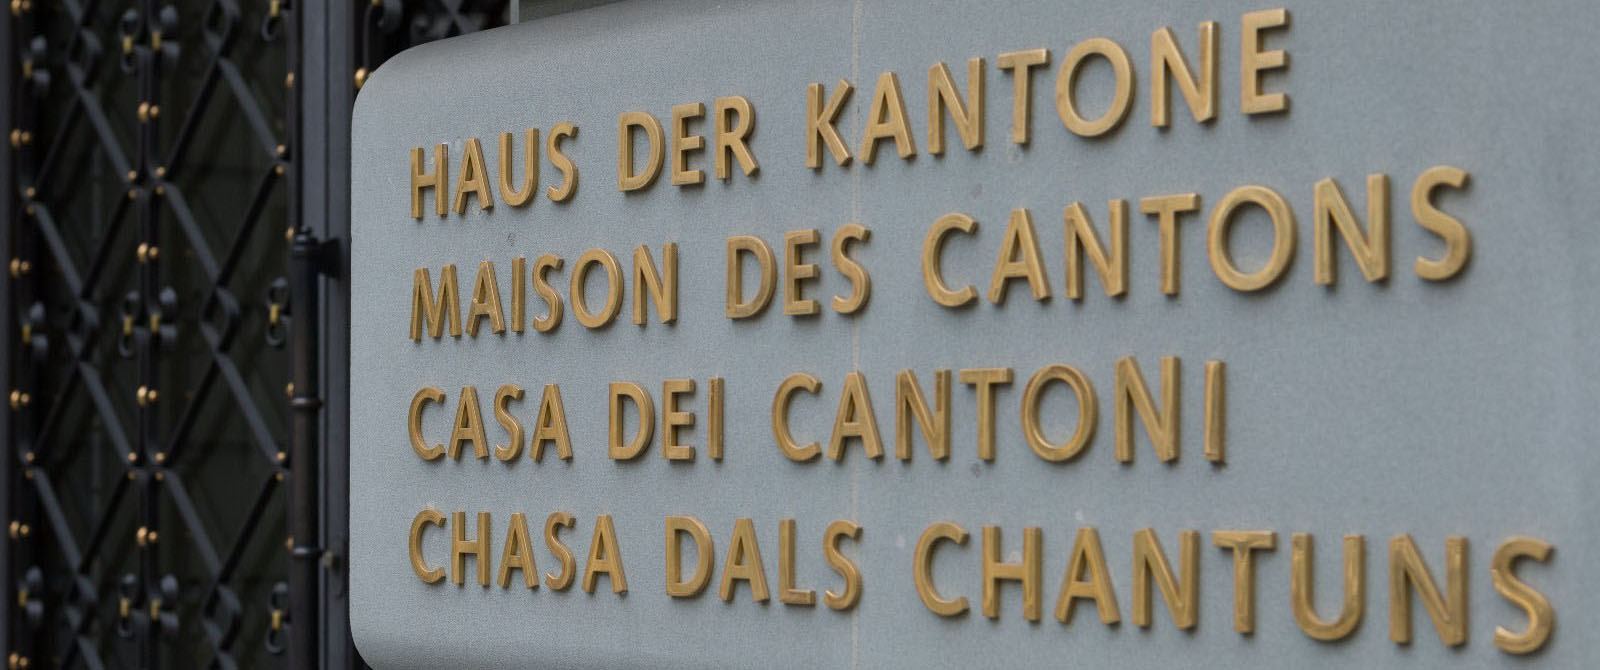 HAUS DER KANTONE
MAISON DES CANTONS
CASA DEI CANTONI
CHASA DALS CHANTUNS